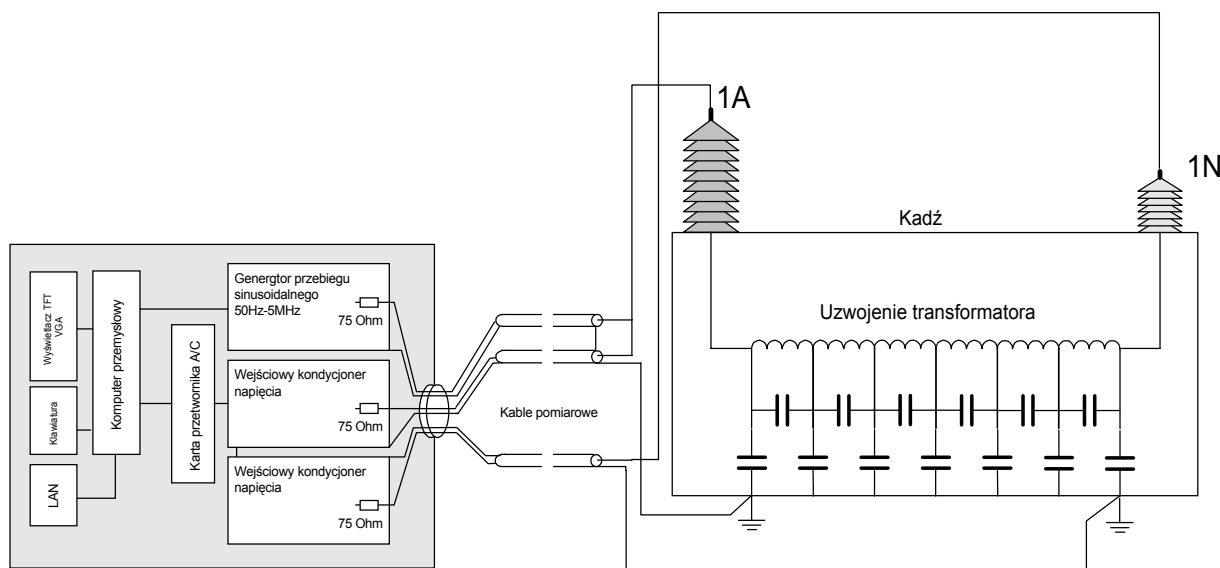 1A
1N
Kadź
Uzwojenie transformatora
Wyświetlacz TFT
VGA
Klawiatura
LAN
Komputer przemysłowy
Karta przetwornika A/C
Genergtor przebiegu
sinusoidalnego
50Hz-5MHz
75 Ohm
Wejściowy kondycjoner
napięcia
75 Ohm
Wejściowy kondycjoner
napięcia
75 Ohm
Kable pomiarowe